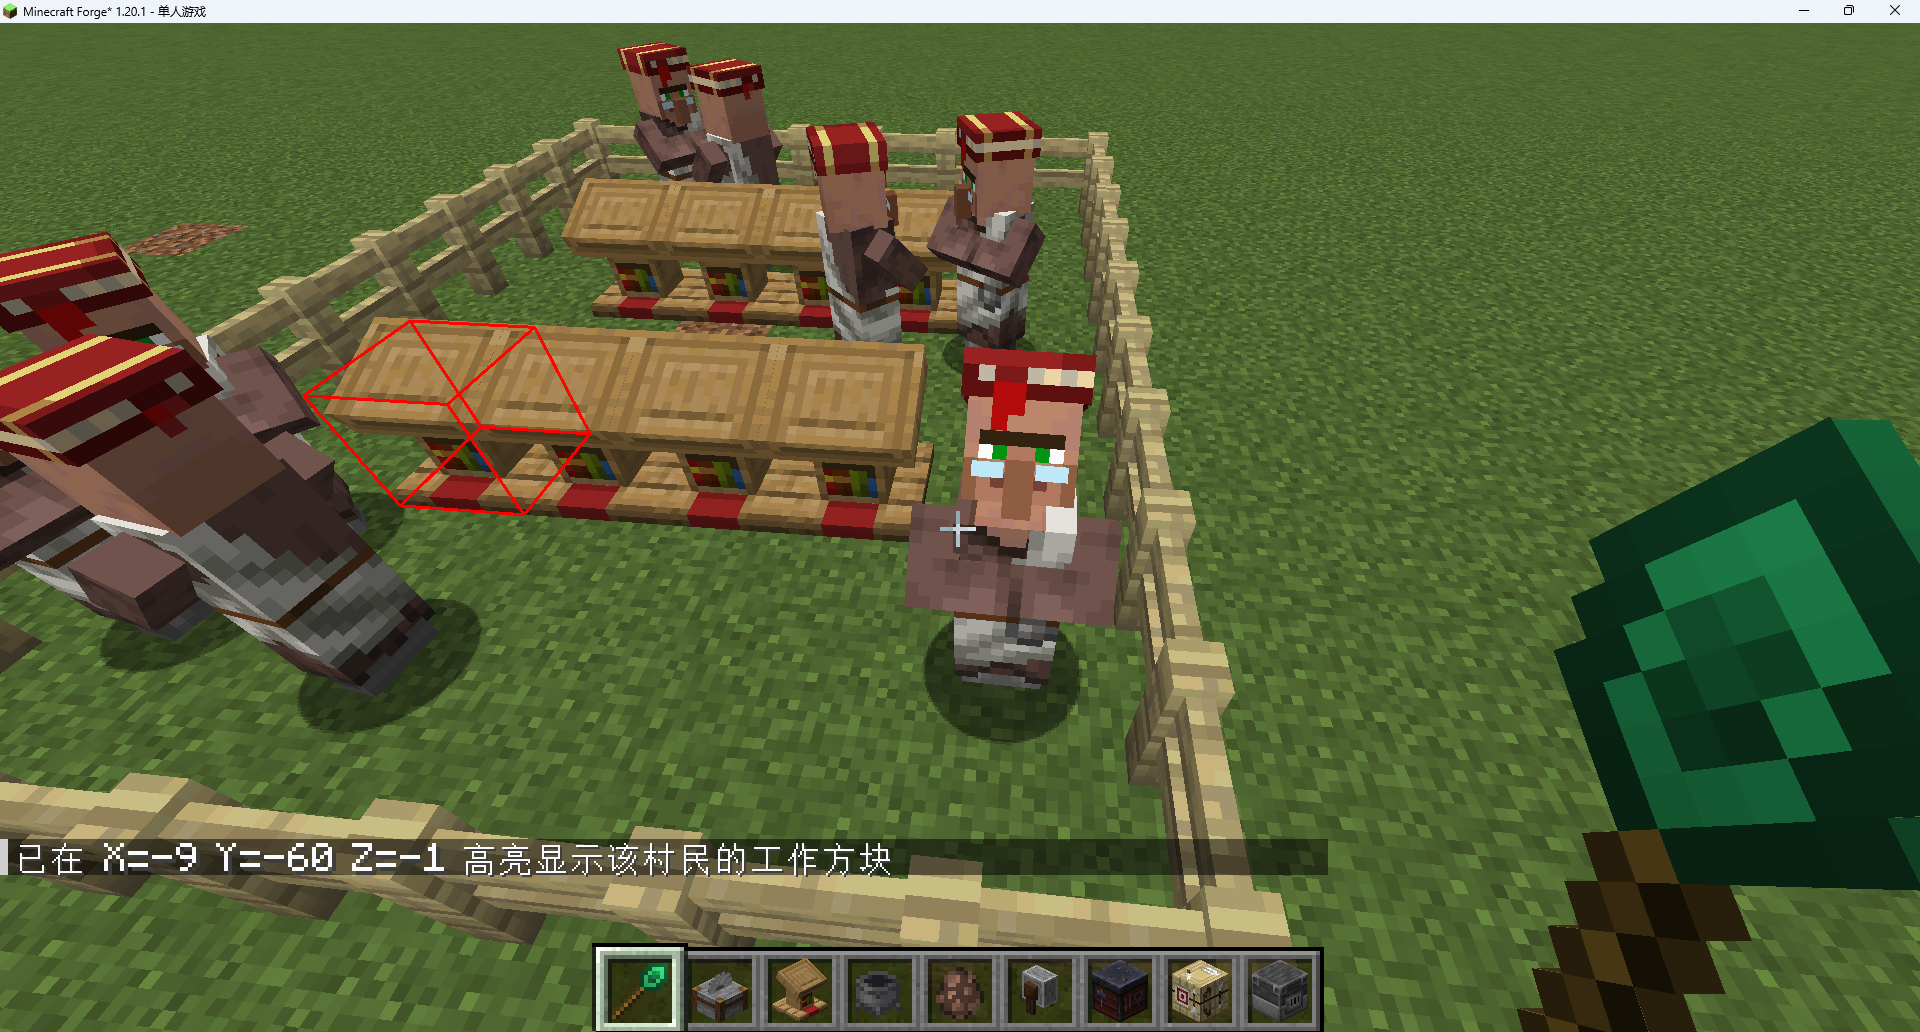 Minecraft Forge* 1.20.1 - 单人游戏
已在 X=-9 Y=-60 Z=-1 高亮显示该村民的工作方块